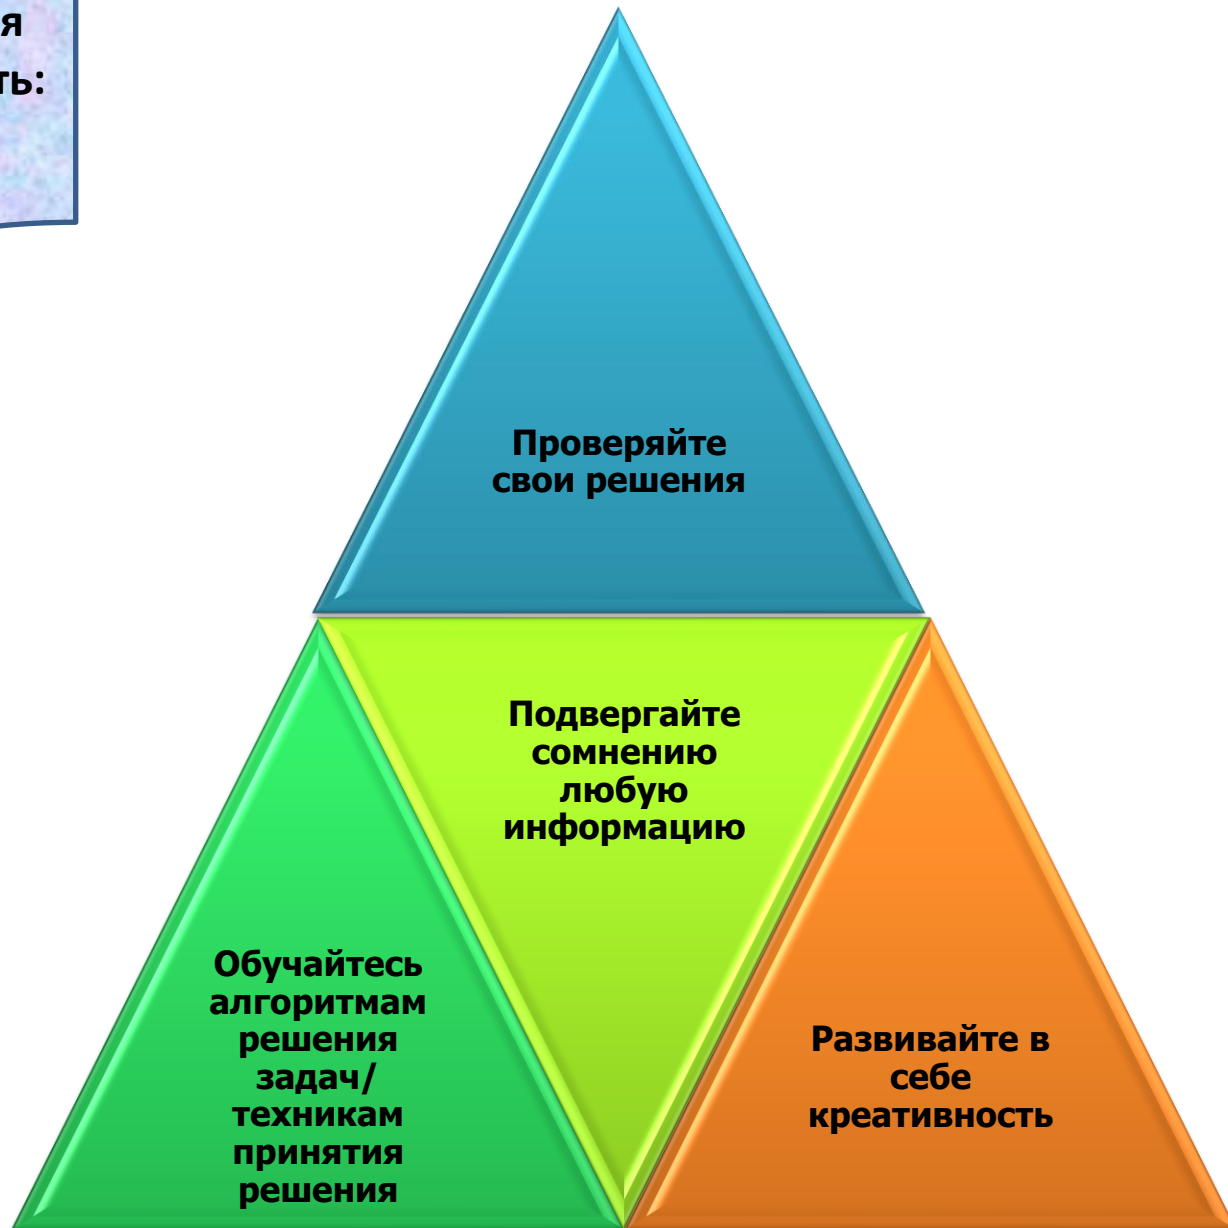 я
ть:
Проверяйте
свои решения
Подвергайте
сомнению
любую
информацию
Обучайтесь
алгоритмам
решения
задач/
техникам
принятия
решения
Развивайте в
себе
креативность